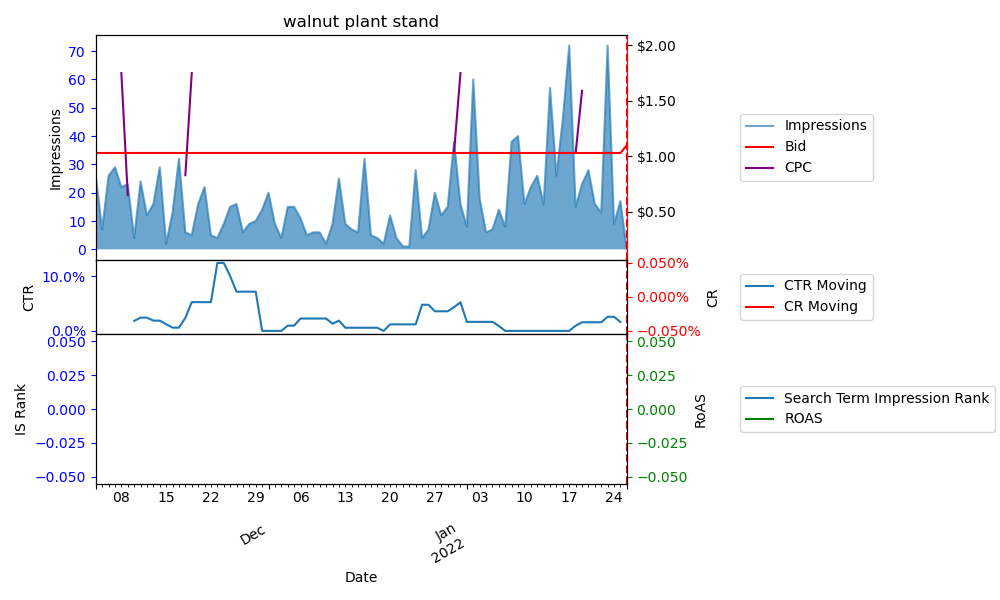 walnut plant stand
70
60
50
40
30
20
10
0
Impressions
$2.00
$1.50
$1.00
$0.50
Impressions
Bid
CPC
10.0%
0.0%
CTR
0.050%
0.000%
−0.050%
CR
CTR Moving
CR Moving
0.050
0.025
0.000
−0.025
−0.050
IS Rank
0.050
0.025
0.000
−0.025
−0.050
RoAS
Search Term Impression Rank
ROAS
08 15 22 29 06 13 20 27 03 10 17 24
Dec
Jan
2022
Date